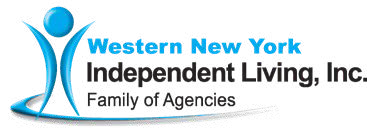 Western New York
Independent Living, Inc.
Family of Agencies